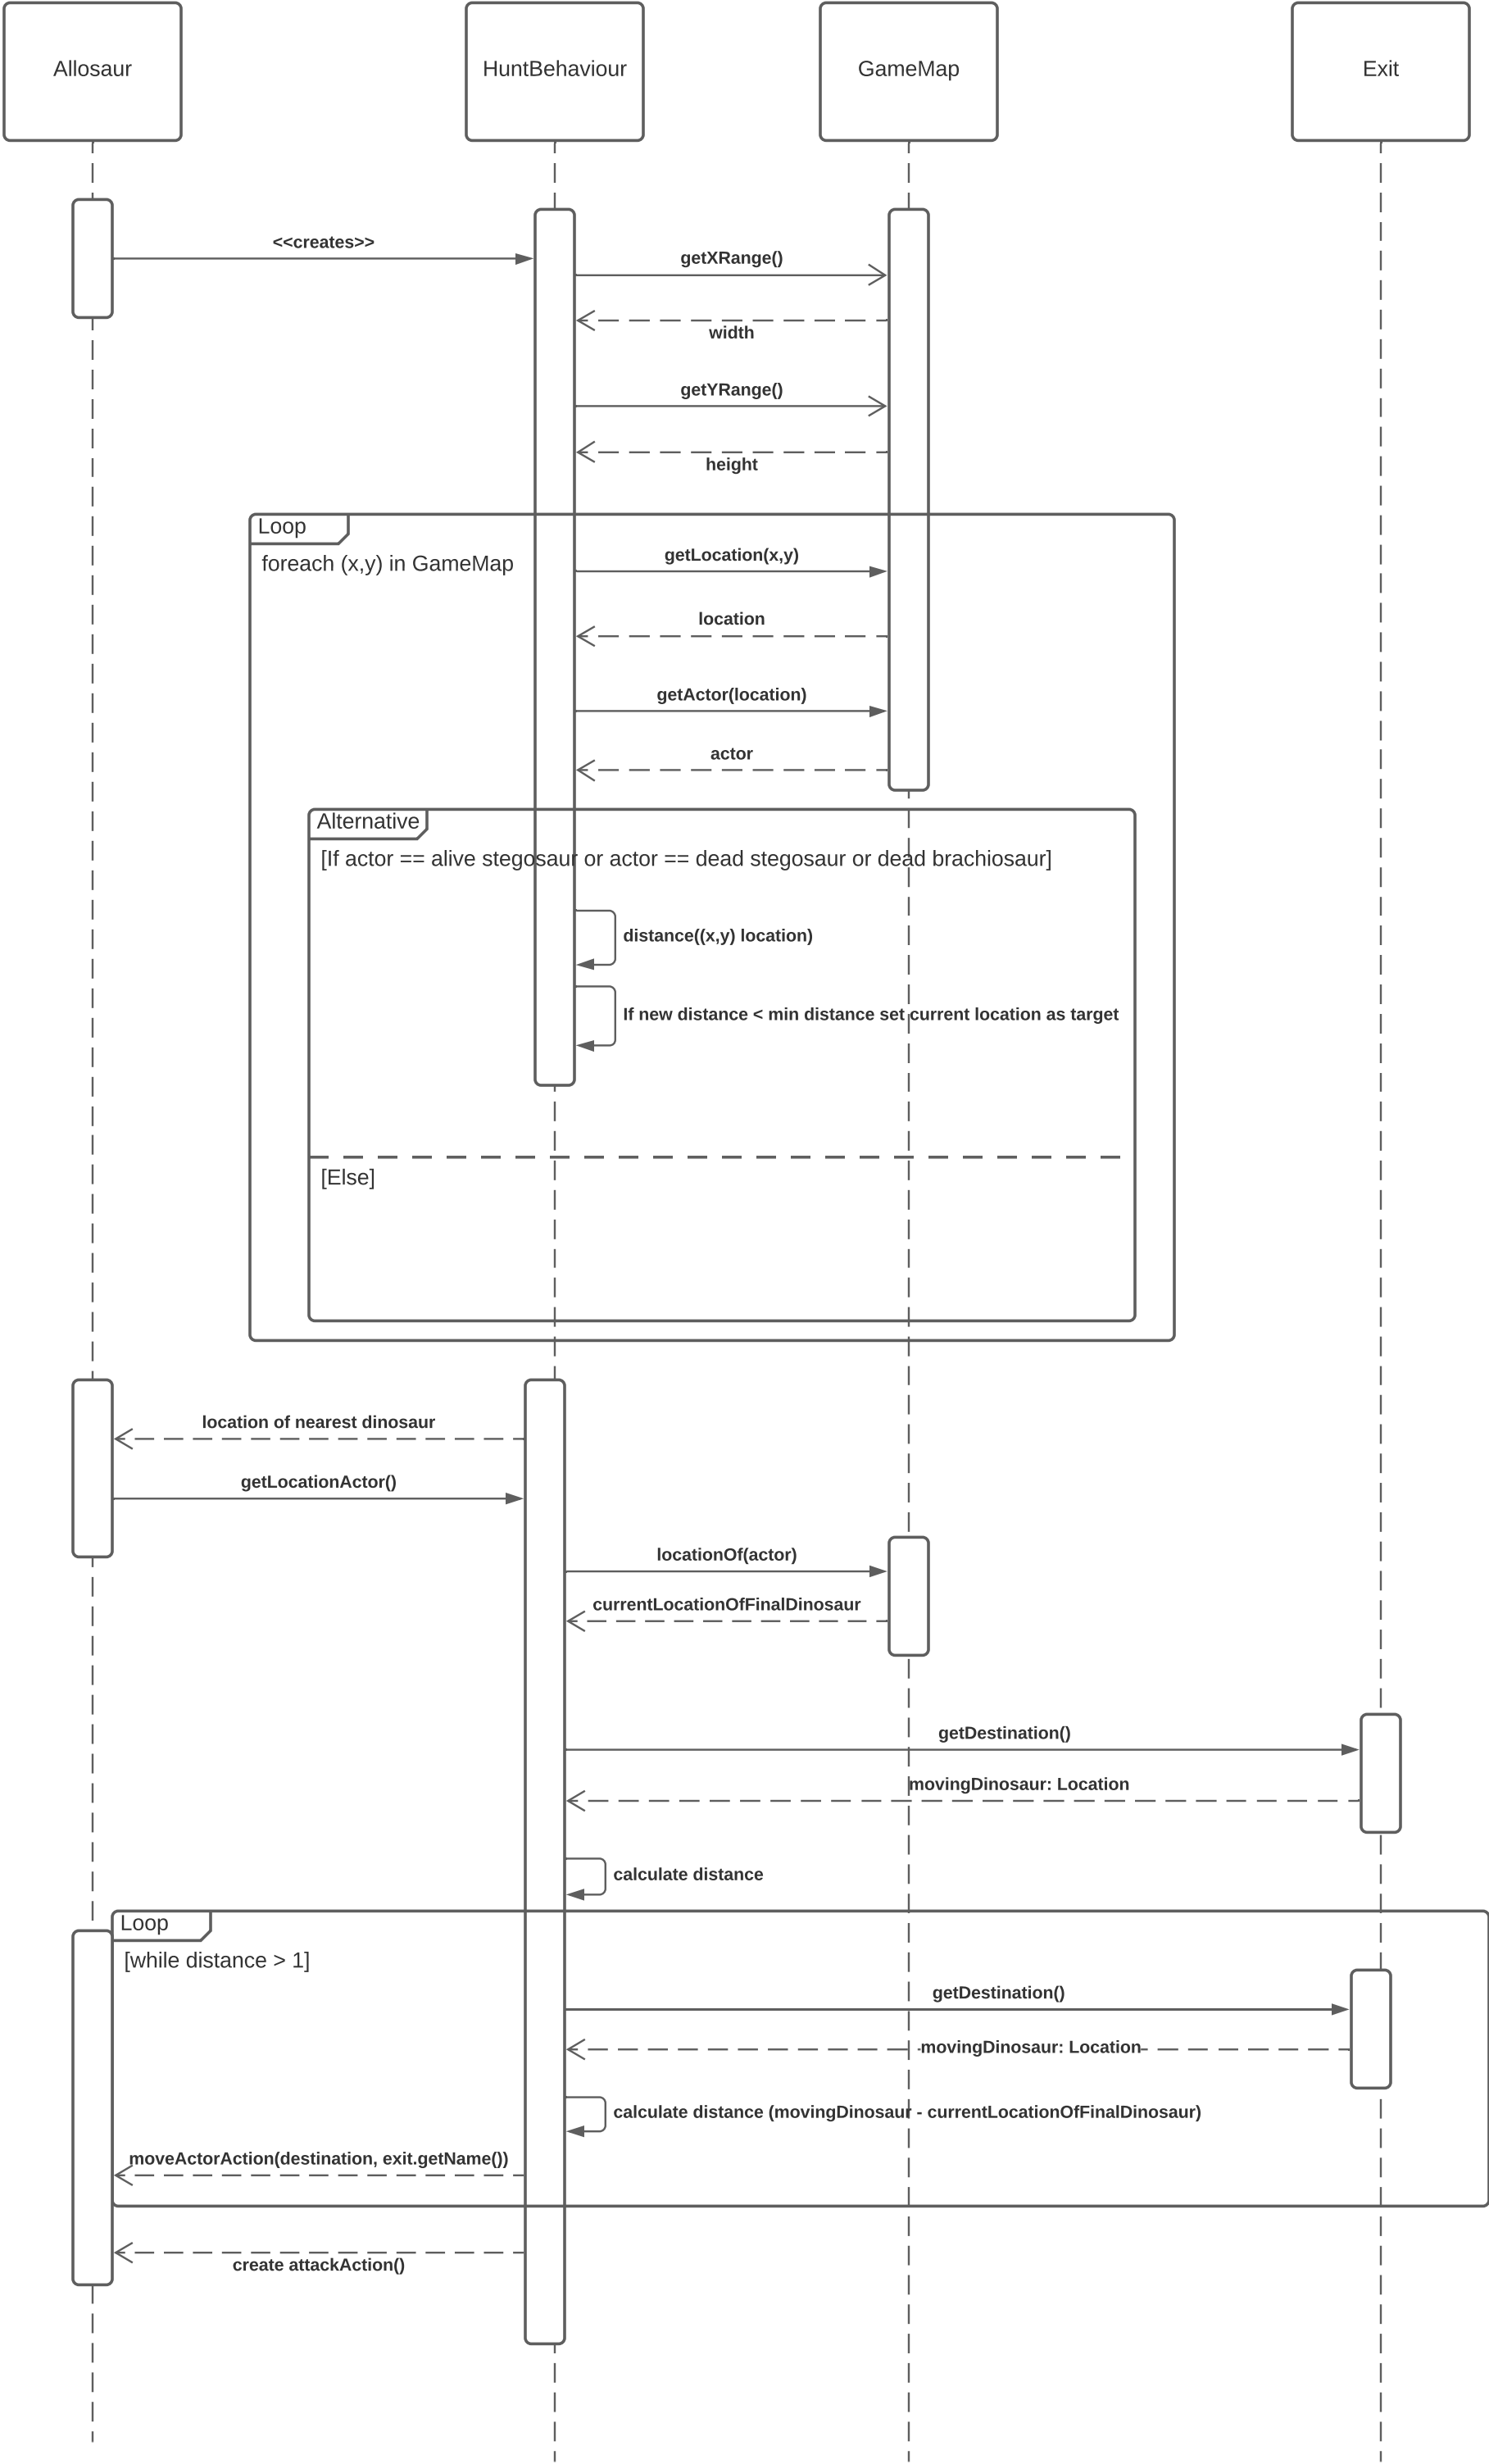 Allosaur
HuntBehaviour
GameMap
Exit
<<creates>>
getXRange()
width
getYRange()
height
Loop
foreach (x,y) in GameMap
getLocation(x,y)
location
getActor(location)
actor
Alternative
[If actor == alive stegosaur or actor == dead stegosaur or dead brachiosaur]
distance((x,y) location)
If new distance < min distance set current location as target
[Else]
location of nearest dinosaur
getLocationActor()
locationOf(actor)
currentLocationOfFinalDinosaur
getDestination()
movingDinosaur: Location
calculate distance
Loop
[while distance > 1]
getDestination()
movingDinosaur: Location
calculate distance (movingDinosaur - currentLocationOfFinalDinosaur)
moveActorAction(destination, exit.getName())
create attackAction()